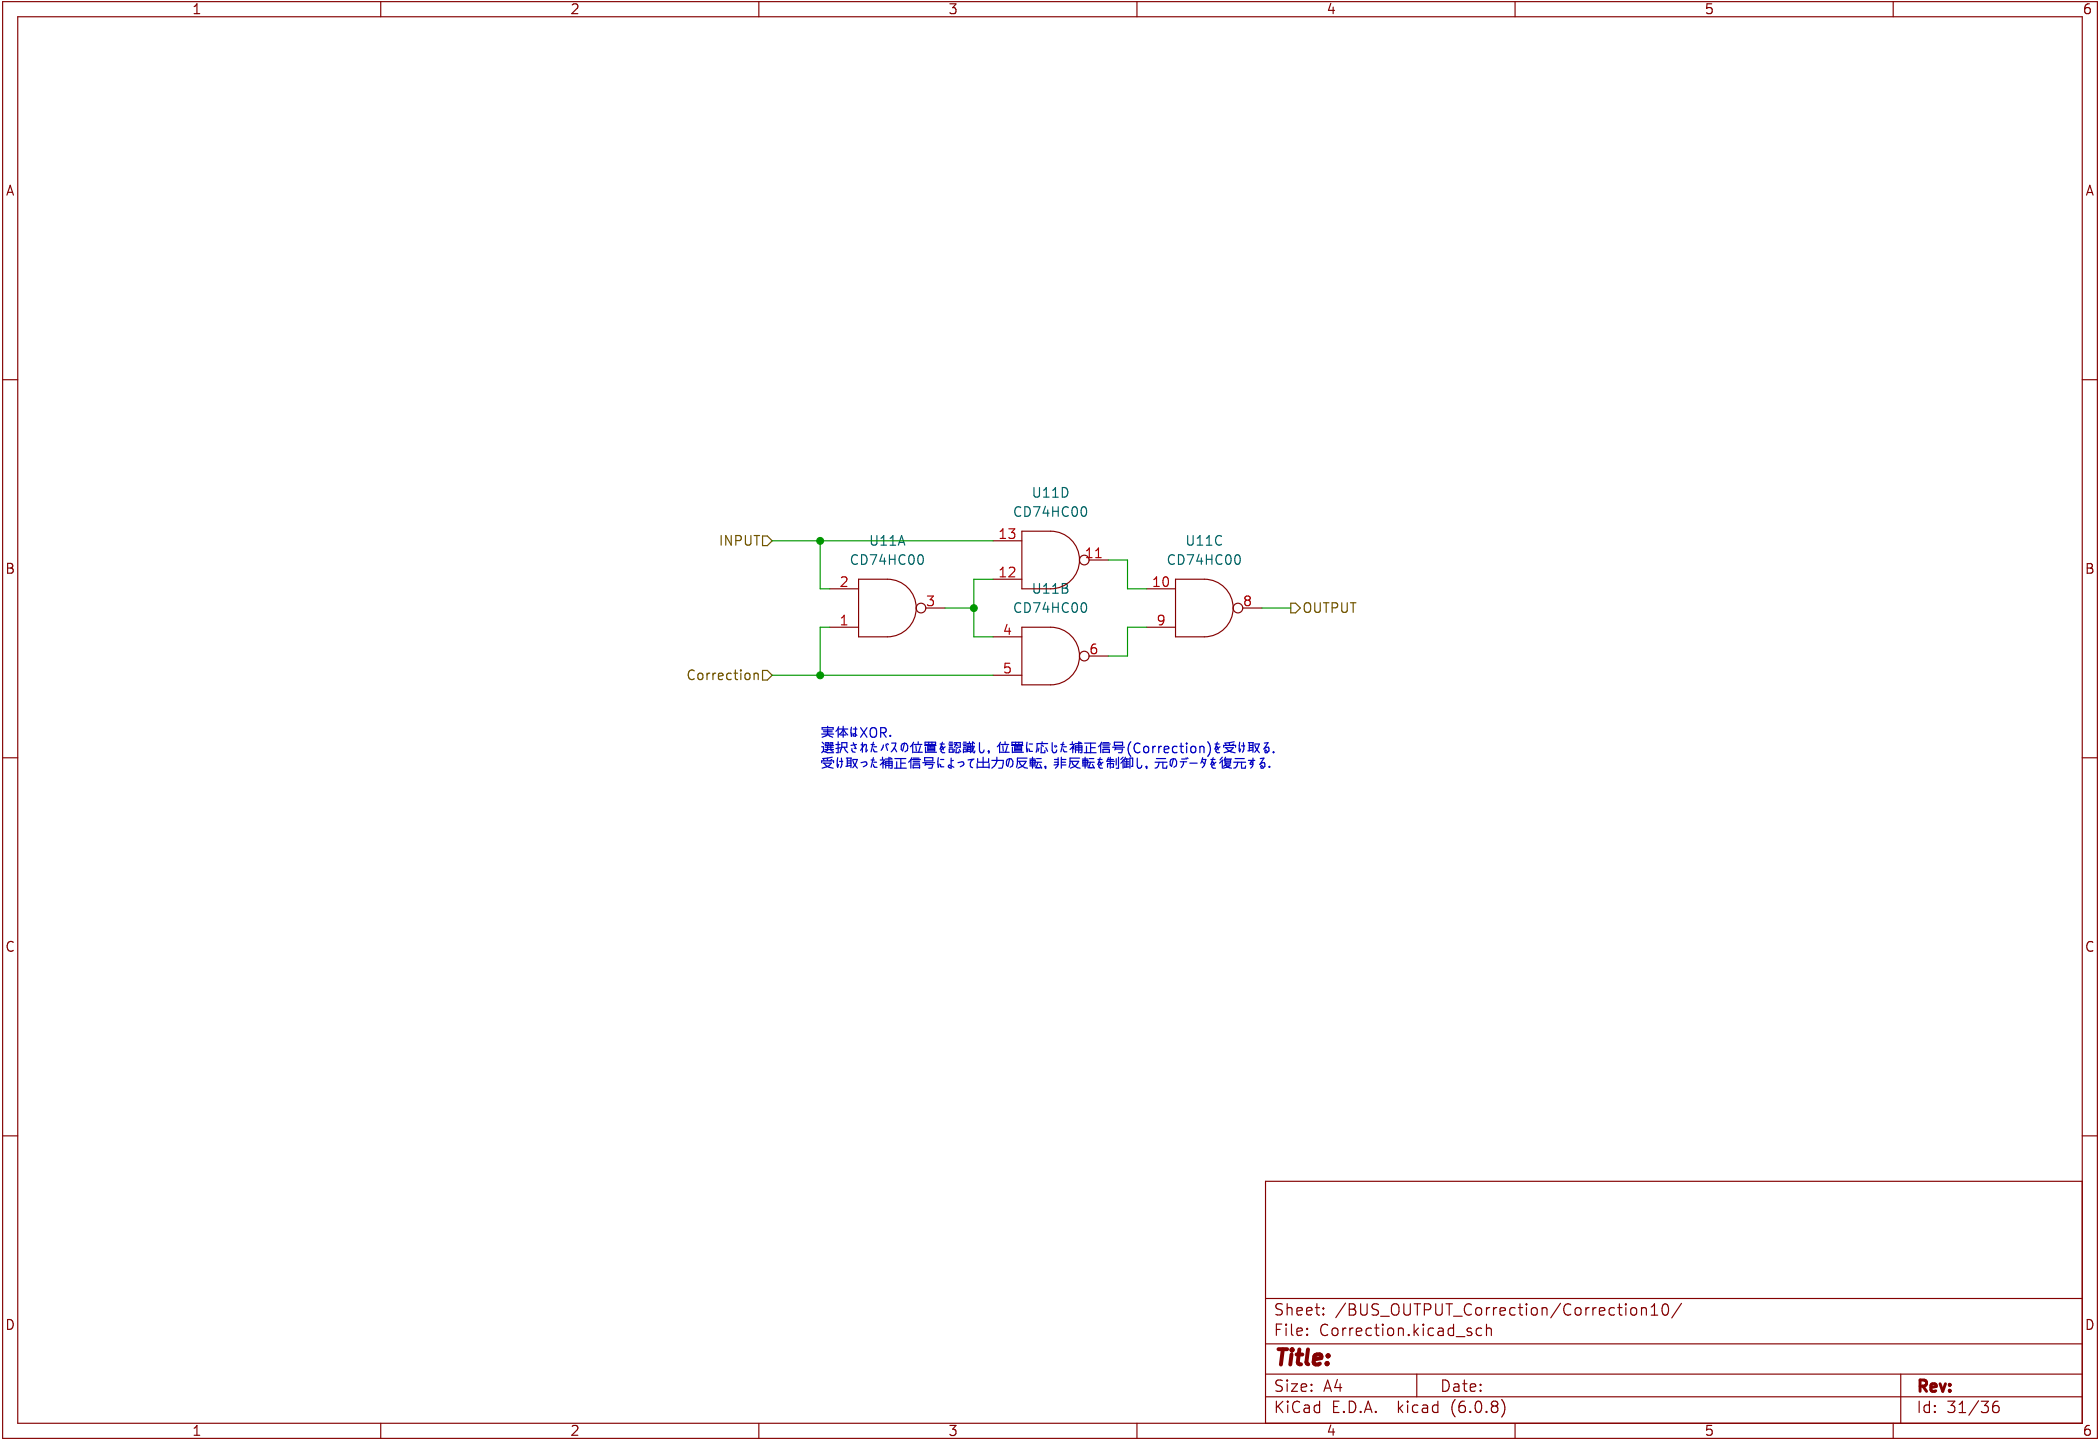 1 2 3 4 5 6
A A
U11D
CD74HC00
INPUT
U11A
CD74HC00
13
12
11
U11C
CD74HC00
B B
2
1
3
U11B
CD74HC00
10
9
8
OUTPUT
4
5
6
Correction
実体はXOR.
選択されたバスの位置を認識し, 位置に応じた補正信号(Correction)を受け取る.
受け取った補正信号によって出力の反転, 非反転を制御し, 元のデータを復元する.
C C
Sheet: /BUS_OUTPUT_Correction/Correction10/
File: Correction.kicad_sch
D D
Title:
Size: A4 Date: Rev:
KiCad E.D.A. kicad (6.0.8) Id: 31/36
1 2 3 4 5 6